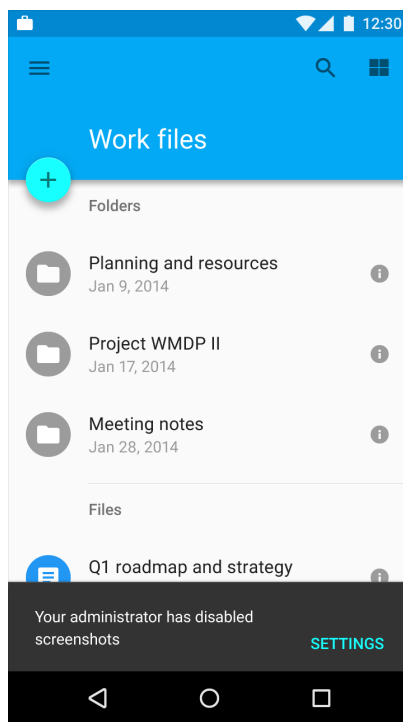 12:30
Work files
Folders
Planning and resources
Jan 9, 2014
Project WMDP II
Jan 17, 2014
Meeting notes
Jan 28, 2014
Files
Q1 roadmap and strategy
Your administrator has disabled
screenshots
SETTINGS